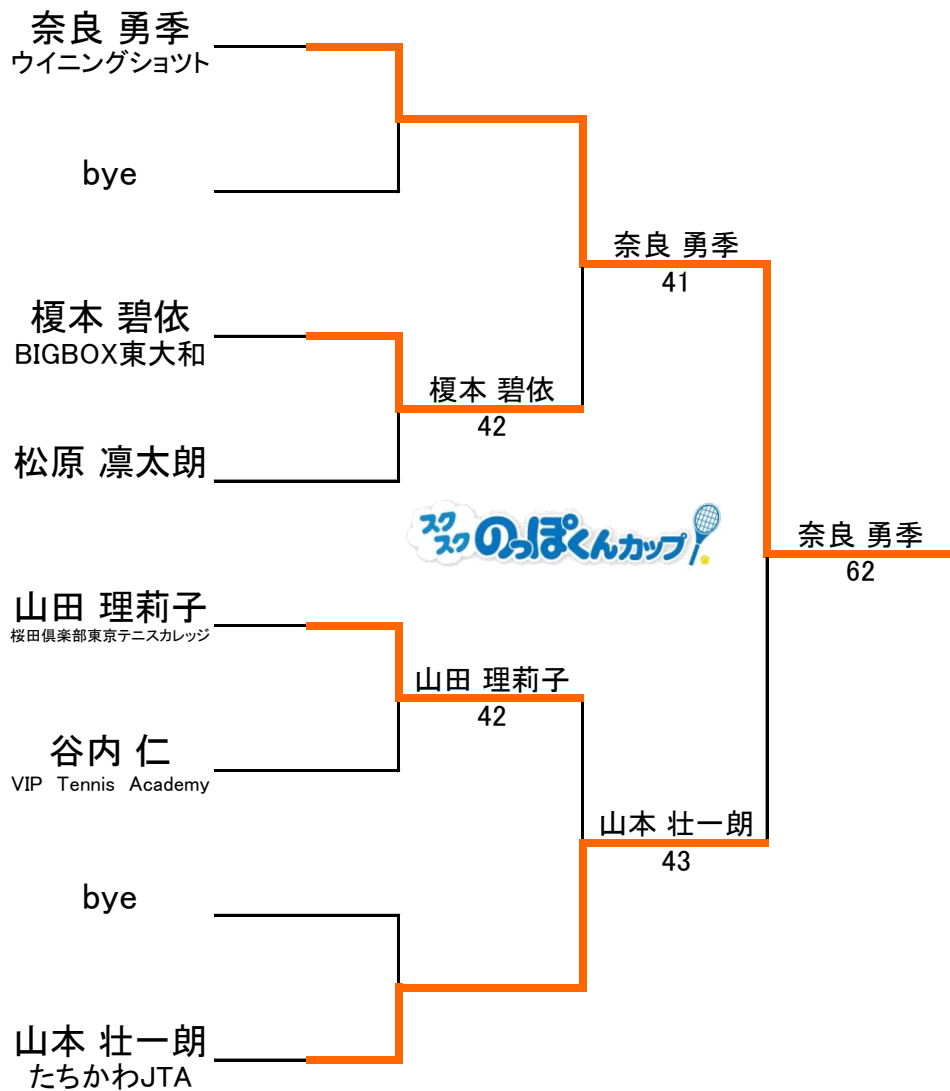 奈良 勇季
ウイニングショツト
bye
奈良 勇季
41
榎本 碧依
BIGBOX東大和
榎本 碧依
42
松原 凛太朗
スク
スク
のっぽくんカップ
奈良 勇季
62
山田 理莉子
桜田倶楽部東京テニスカレッジ
山田 理莉子
42
谷内 仁
VIP Tennis Academy
山本 壮一朗
43
bye
山本 壮一朗
たちかわJTA